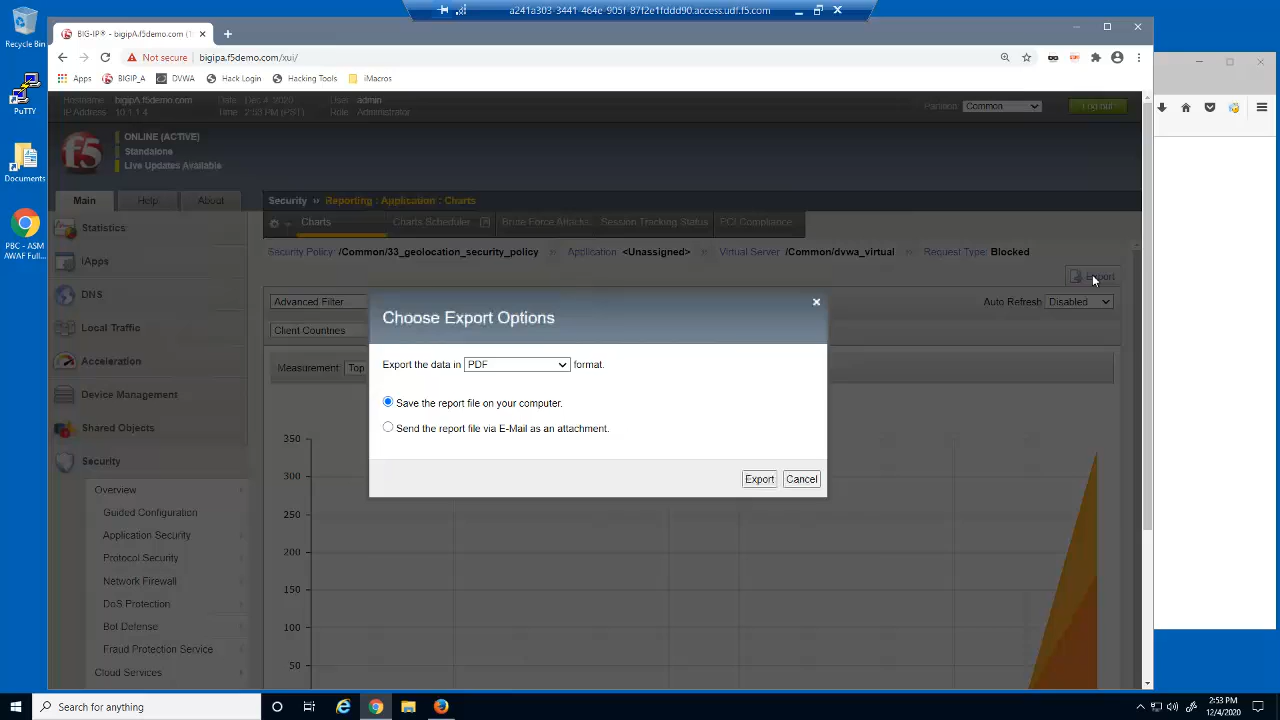 a241a303-3441-464e-905f-87f2e1fddd90.access.udf.f5.com
Recycle Bin
PuTTY
Documents
PBC - ASM
AWAF Full...
BIG-IP® - bigipA.f5demo.com (T
Not secure
bigipa.f5demo.com/xui/
Apps
BIGIP_A
DVWA
Hack Login
Hacking Tools
iMacros
Hostname bigipA.f5demo.com Date Dec 4, 2020 User admin
IP Address 10.1.1.4 Time 2:53 PM (PST) Role Administrator
Partition Common
Log out
f5
ONLINE (ACTIVE)
Standalone
Live Updates Available
Main Help About
Security » Reporting : Application : Charts
Charts
Charts Scheduler
Brute Force Attacks
Session Tracking Status
PCI Compliance
Statistics
iApps
DNS
Local Traffic
Acceleration
Device Management
Shared Objects
Security
Overview
Guided Configuration
Application Security
Protocol Security
Network Firewall
DoS Protection
Bot Defense
Fraud Protection Service
Cloud Services
Security Policy: /Common/33_geolocation_security_policy » Application <Unassigned> » Virtual Server /Common/dvwa_virtual » Request Type: Blocked
Export
Advanced Filter
Auto Refresh Disabled
Client Countries
Measurement Top
Choose Export Options
Export the data in PDF format.
Save the report file on your computer.
Send the report file via E-Mail as an attachment.
Export Cancel
350
300
250
200
150
100
50
Search for anything
2:53 PM
12/4/2020